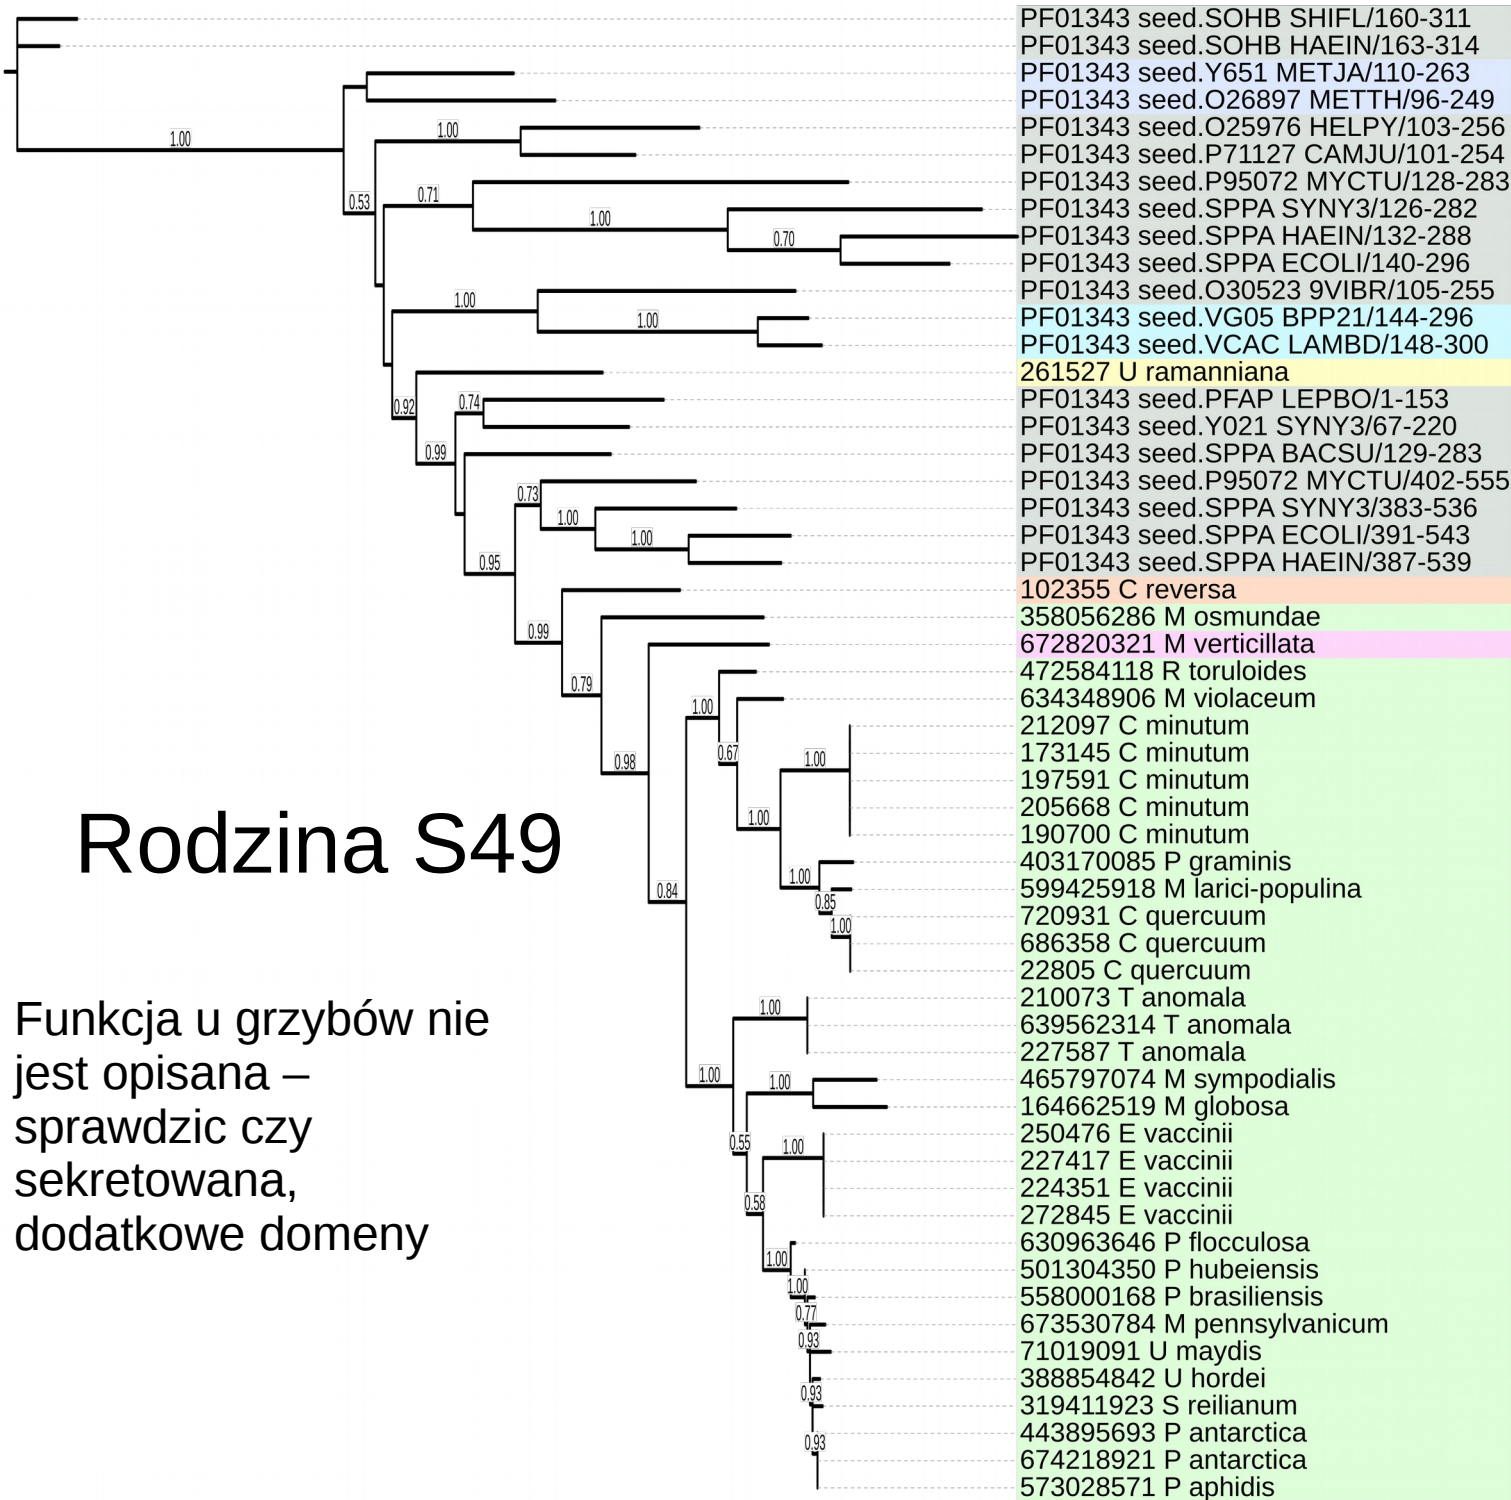 PF01343 seed.SOHB SHIFL/160-311
PF01343 seed.SOHB HAEIN/163-314
PF01343 seed.Y651 METJA/110-263
PF01343 seed.O26897 METTH/96-249
1.00
1.00
PF01343 seed.O25976 HELPY/103-256
PF01343 seed.P71127 CAMJU/101-254
PF01343 seed.P95072 MYCTU/128-283
0.53
0.71
1.00
PF01343 seed.SPPA SYNY3/126-282
0.70
PF01343 seed.SPPA HAEIN/132-288
PF01343 seed.SPPA ECOLI/140-296
PF01343 seed.O30523 9VIBR/105-255
1.00
1.00
PF01343 seed.VG05 BPP21/144-296
PF01343 seed.VCAC LAMBD/148-300
261527 U ramanniana
0.92
0.74
PF01343 seed.PFAP LEPBO/1-153
PF01343 seed.Y021 SYNY3/67-220
0.99
PF01343 seed.SPPA BACSU/129-283
PF01343 seed.P95072 MYCTU/402-555
0.73
1.00
PF01343 seed.SPPA SYNY3/383-536
1.00
PF01343 seed.SPPA ECOLI/391-543
0.95
PF01343 seed.SPPA HAEIN/387-539
102355 C reversa
0.99
358056286 M osmundae
672820321 M verticillata
0.79
472584118 R toruloides
1.00
634348906 M violaceum
212097 C minutum
0.98
0.67
1.00
173145 C minutum
197591 C minutum
1.00
205668 C minutum
190700 C minutum
Rodzina S49
403170085 P graminis
0.84
1.00
599425918 M larici-populina
0.85
720931 C quercuum
1.00
686358 C quercuum
22805 C quercuum
1.00
210073 T anomala
639562314 T anomala
227587 T anomala
1.00
1.00
465797074 M sympodialis
164662519 M globosa
Funkcja u grzybów nie
jest opisana –
sprawdzic czy
sekretowana,
dodatkowe domeny
0.55
1.00
250476 E vaccinii
227417 E vaccinii
0.58
224351 E vaccinii
272845 E vaccinii
630963646 P flocculosa
1.00
501304350 P hubeiensis
1.00
558000168 P brasiliensis
0.77
673530784 M pennsylvanicum
0.93
71019091 U maydis
388854842 U hordei
0.93
319411923 S reilianum
443895693 P antarctica
0.93
674218921 P antarctica
573028571 P aphidis